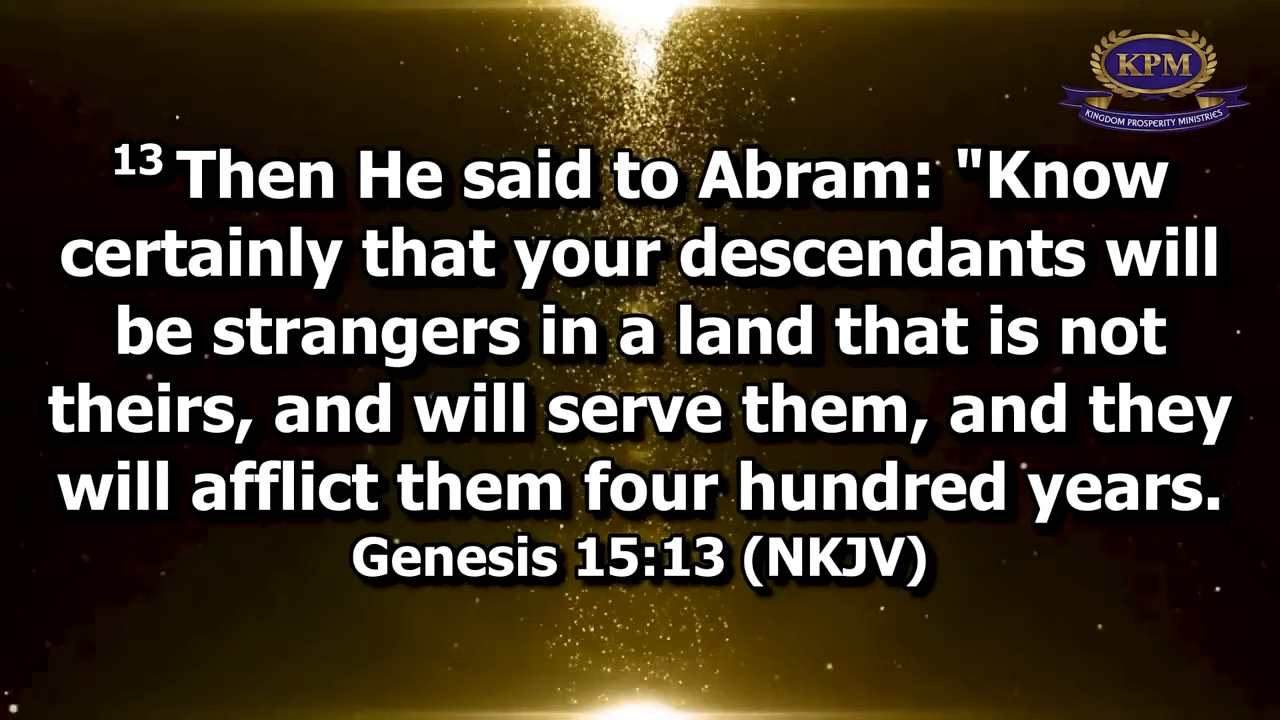 KPM
KINGDOM PROSPERITY MINISTRIES
13 Then He said to Abram: "Know
certainly that your descendants will
be strangers in a land that is not
theirs, and will serve them, and they
will afflict them four hundred years.
Genesis 15:13 (NKJV)